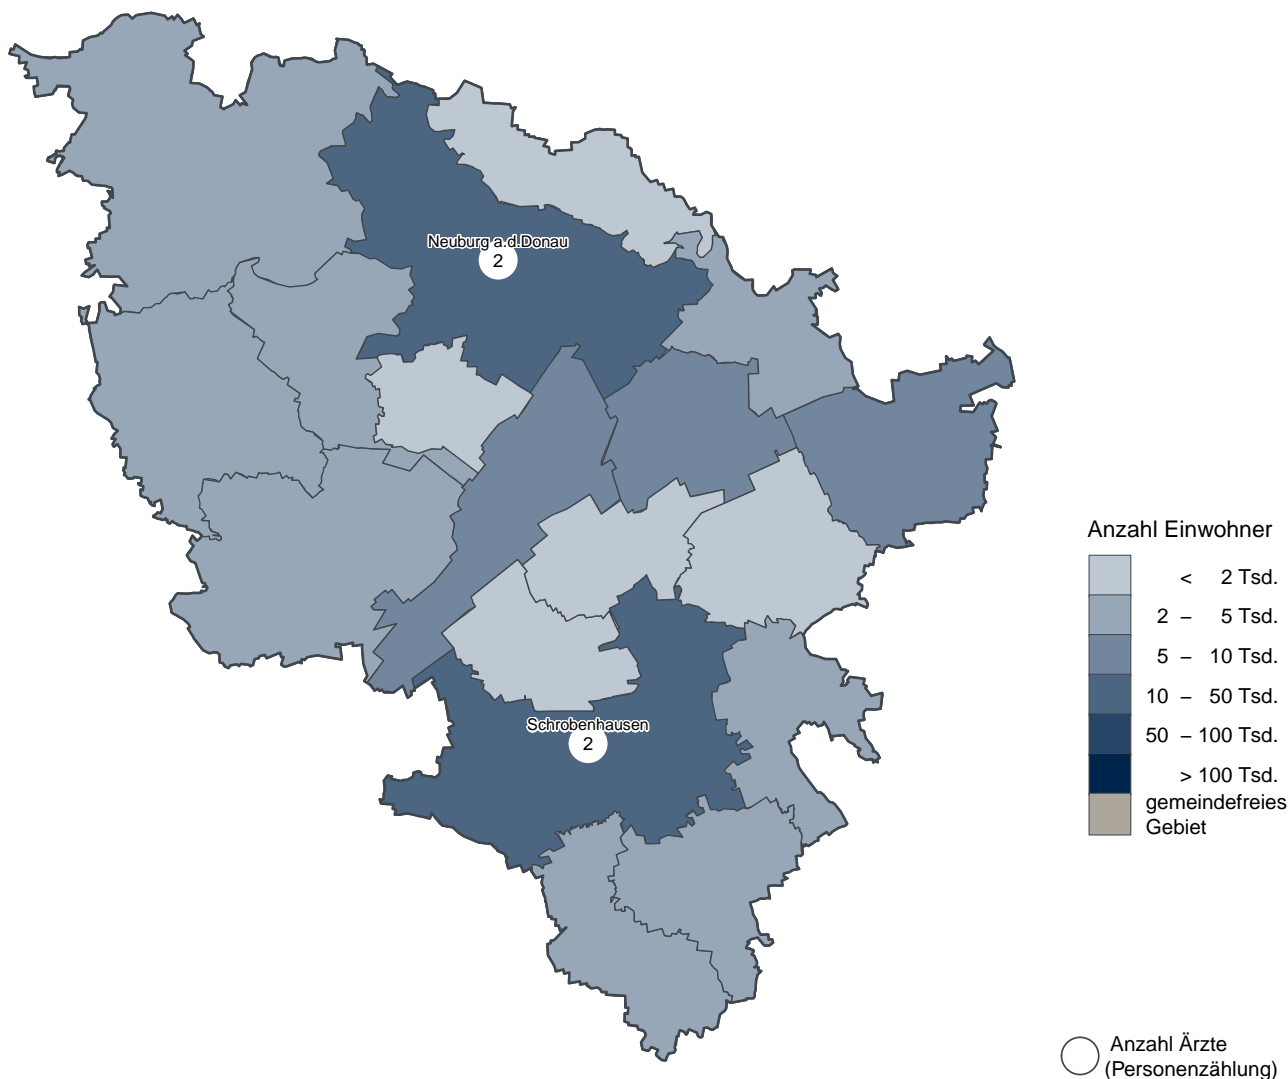 Neuburg a.d.Donau
2
Schrobenhausen
2
Anzahl Einwohner
< 2 Tsd.
2 – 5 Tsd.
5 – 10 Tsd.
10 – 50 Tsd.
50 – 100 Tsd.
> 100 Tsd.
gemeindefreies
Gebiet
Anzahl Ärzte
(Personenzählung)